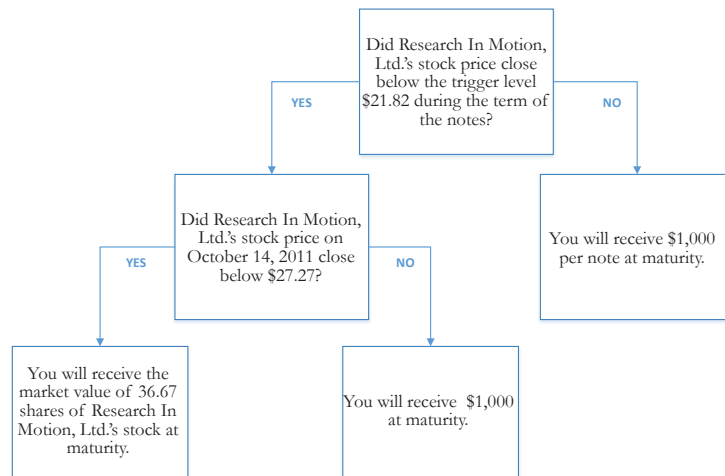 Did Research In Motion,
Ltd.'s stock price close
below the trigger level
$21.82 during the term of
the notes?
YES
NO
Did Research In Motion,
Ltd.'s stock price on
October 14, 2011 close
below $27.27?
You will receive $1,000
per note at maturity.
YES
NO
You will receive the
market value of 36.67
shares of Research In
Motion, Ltd.'s stock at
maturity.
You will receive $1,000
at maturity.